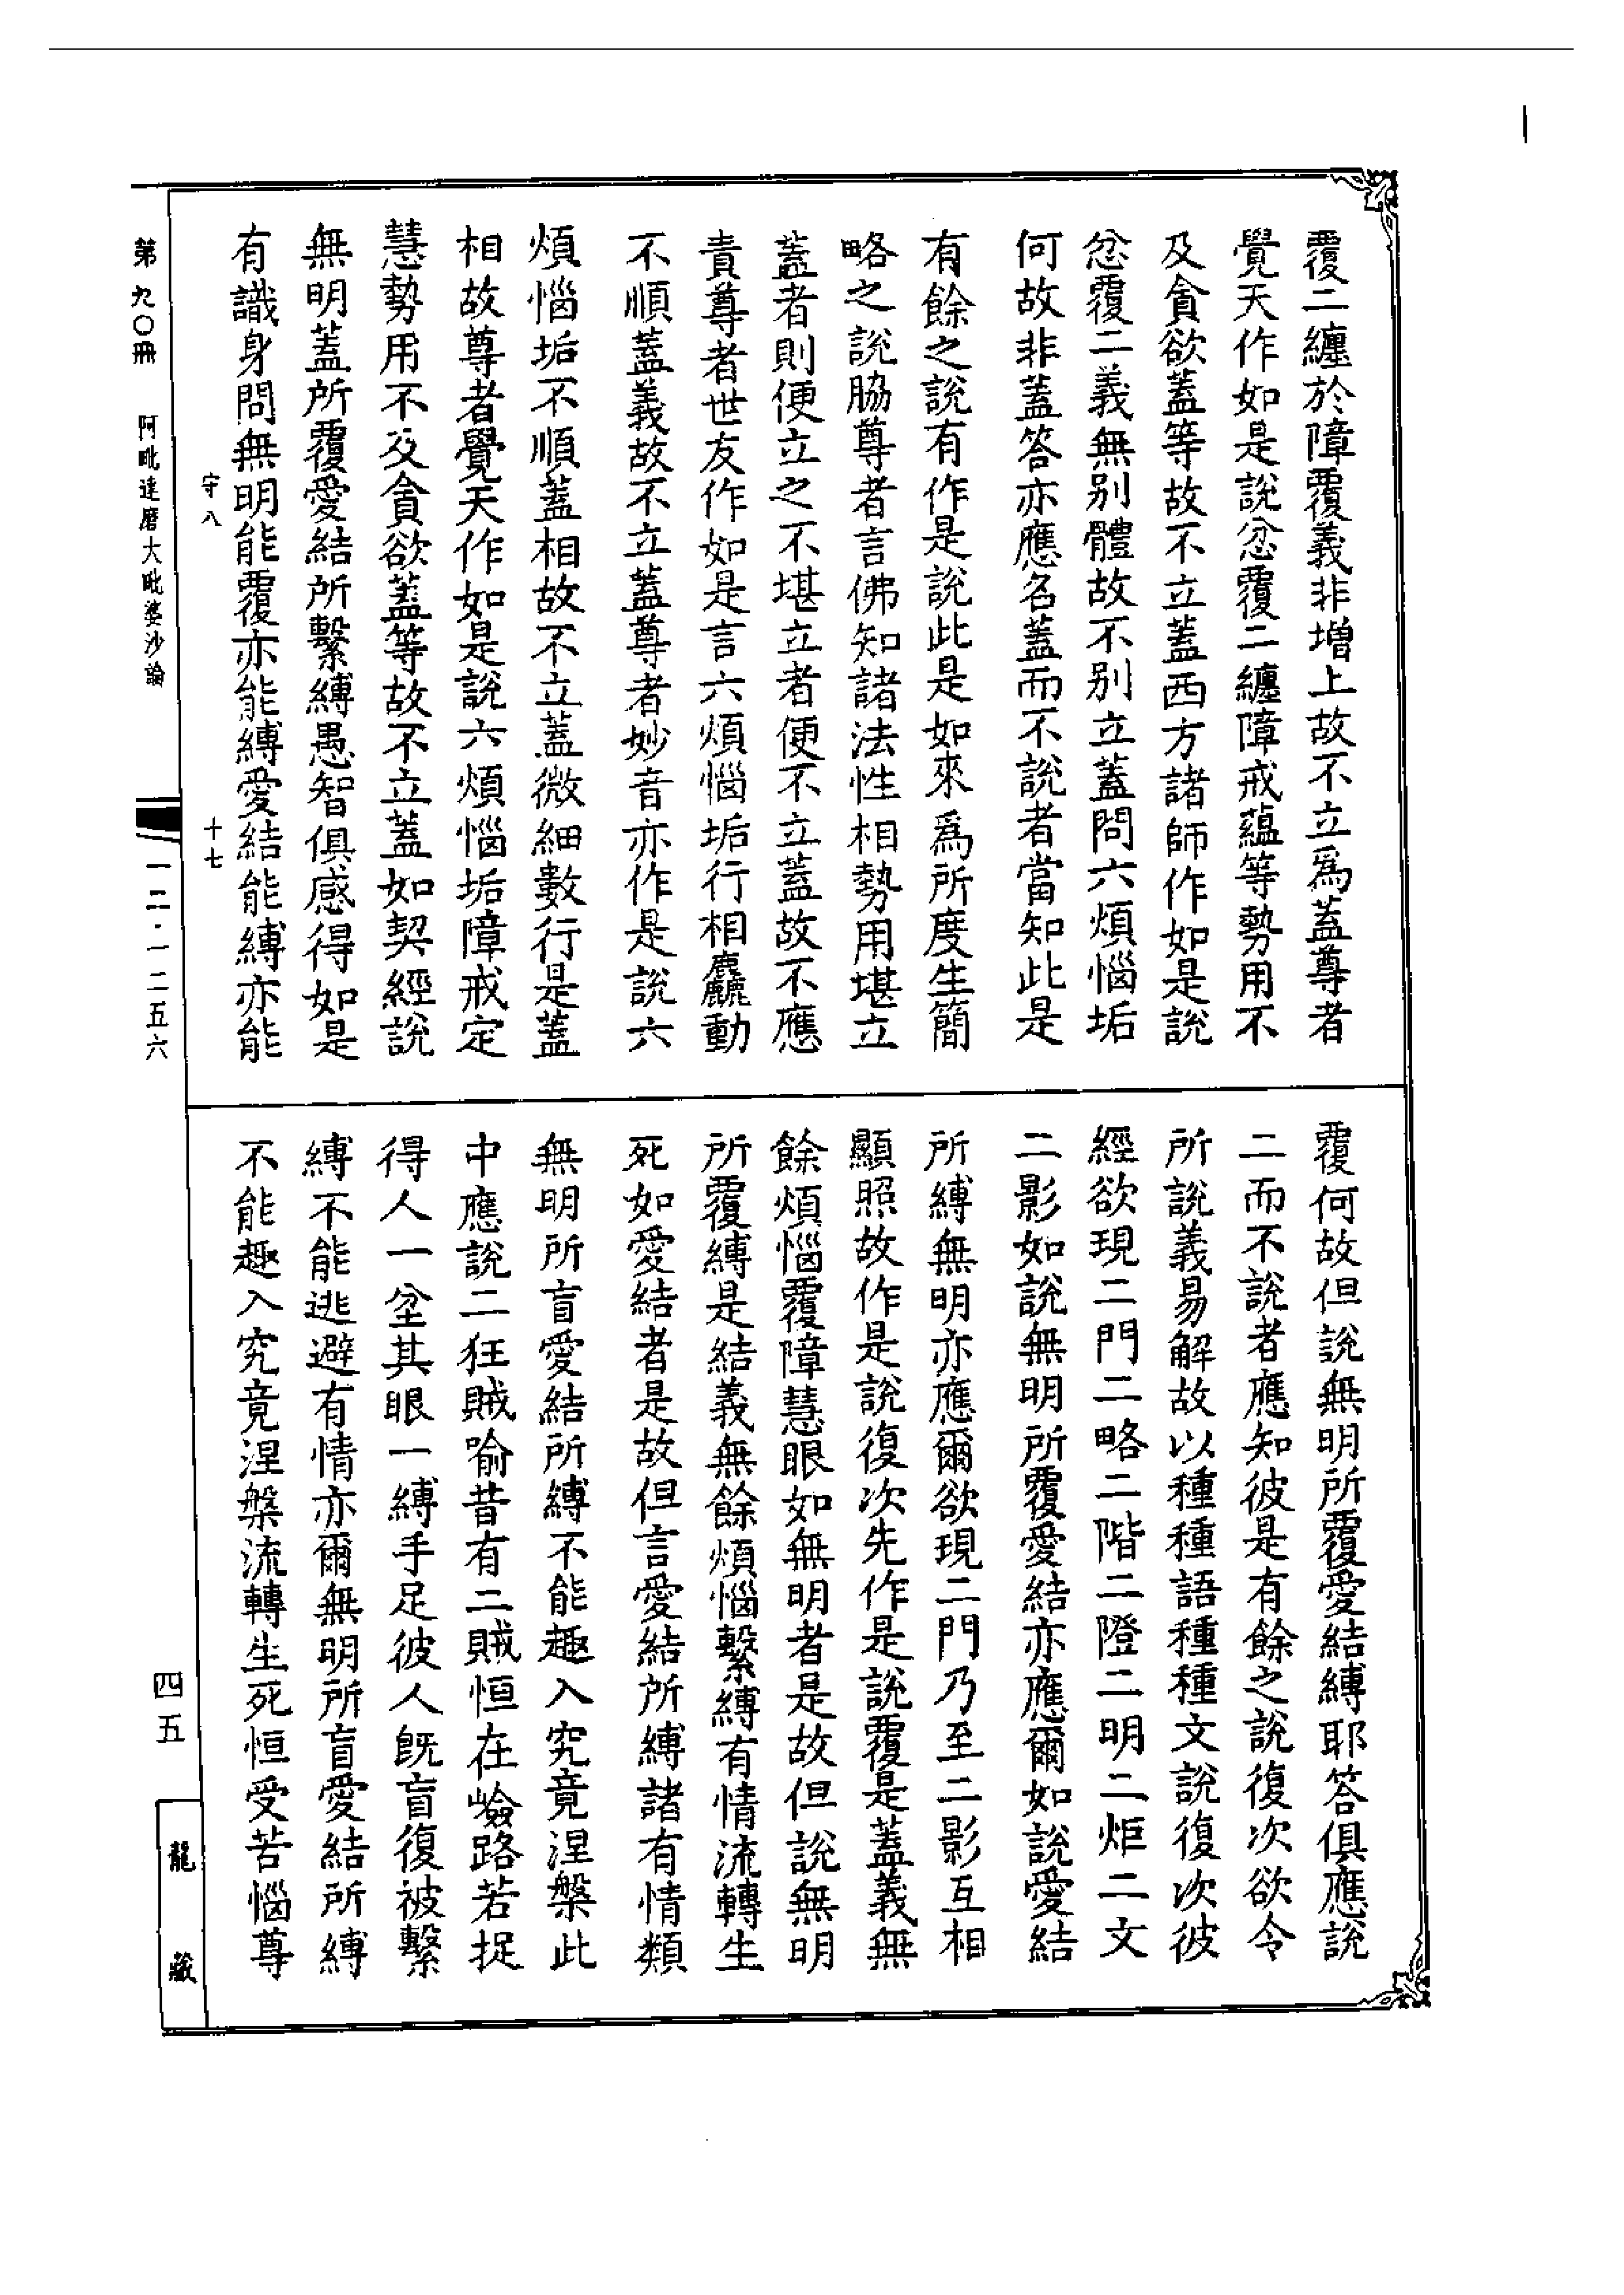 覆二纏於障覆義非增上故不立爲蓋尊者
覺天作如是說忿覆二纏障戒蘊等勢用不
及貪欲蓋等故不立蓋西方諸師作如是說
忿覆二義無別體故不別立蓋問六煩惱垢
何故非蓋答亦應名蓋而不說者當知此是
有餘之說有作是說此是如來爲所度生簡
略之說脇尊者言佛知諸法性相勢用堪立
蓋者則便立之不堪立者便不立蓋故不應
責尊者世友作如是言六煩惱垢行相麤動
不順蓋義故不立蓋尊者妙音亦作是說六
煩惱垢不順蓋相故不立蓋微細數行是蓋
相故尊者覺天作如是說六煩惱垢障戒定
慧勢用不及貪欲蓋等故不立蓋如契經說
無明蓋所覆愛結所繫縛愚智俱感得如是
有識身問無明能覆亦能縛愛結能縛亦能
覆何故但說無明所覆愛結縛耶答俱應說
二而不說者應知彼是有餘之說復次欲令
所說義易解故以種種語種種文說復次彼
經欲現二門二略二階二隥二明二炬二文
二影如說無明所覆愛結亦應爾如說愛結
所縛無明亦應爾欲現二門乃至二影互相
顯照故作是說復次先作是說覆是蓋義無
餘煩惱覆障慧眼如無明者是故但說無明
所覆縛是結義無餘煩惱繫縛有情流轉生
死如愛結者是故但言愛結所縛諸有情類
無明所盲愛結所縛不能趣入究竟涅槃此
中應說二狂賊喻昔有二賊恒在嶮路若捉
得人一坌其眼一縛手足彼人既盲復被繫
縛不能逃避有情亦爾無明所盲愛結所縛
不能趣入究竟涅槃流轉生死恒受苦惱尊
守八 十七
第九〇冊 阿毗達磨大毗婆沙論 一二·一二五六
四五
龍藏